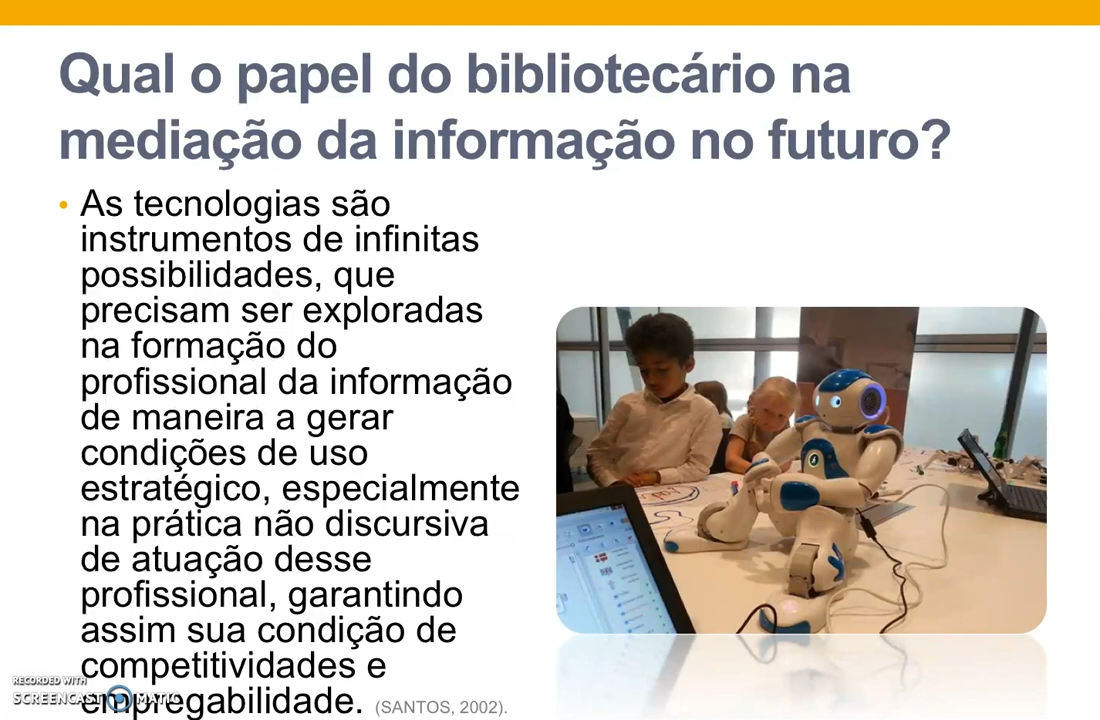 Qual o papel do bibliotecário na
mediação da informação no futuro?
• As tecnologias são
instrumentos de infinitas
possibilidades, que
precisam ser exploradas
na formação do
profissional da informação
de maneira a gerar
condições de uso
estratégico, especialmente
na prática não discursiva
de atuação desse
profissional, garantindo
assim sua condição de
competitividades e
empregabilidade. (SANTOS, 2002).
RECORDED WITH
SCREENCAST MATIC